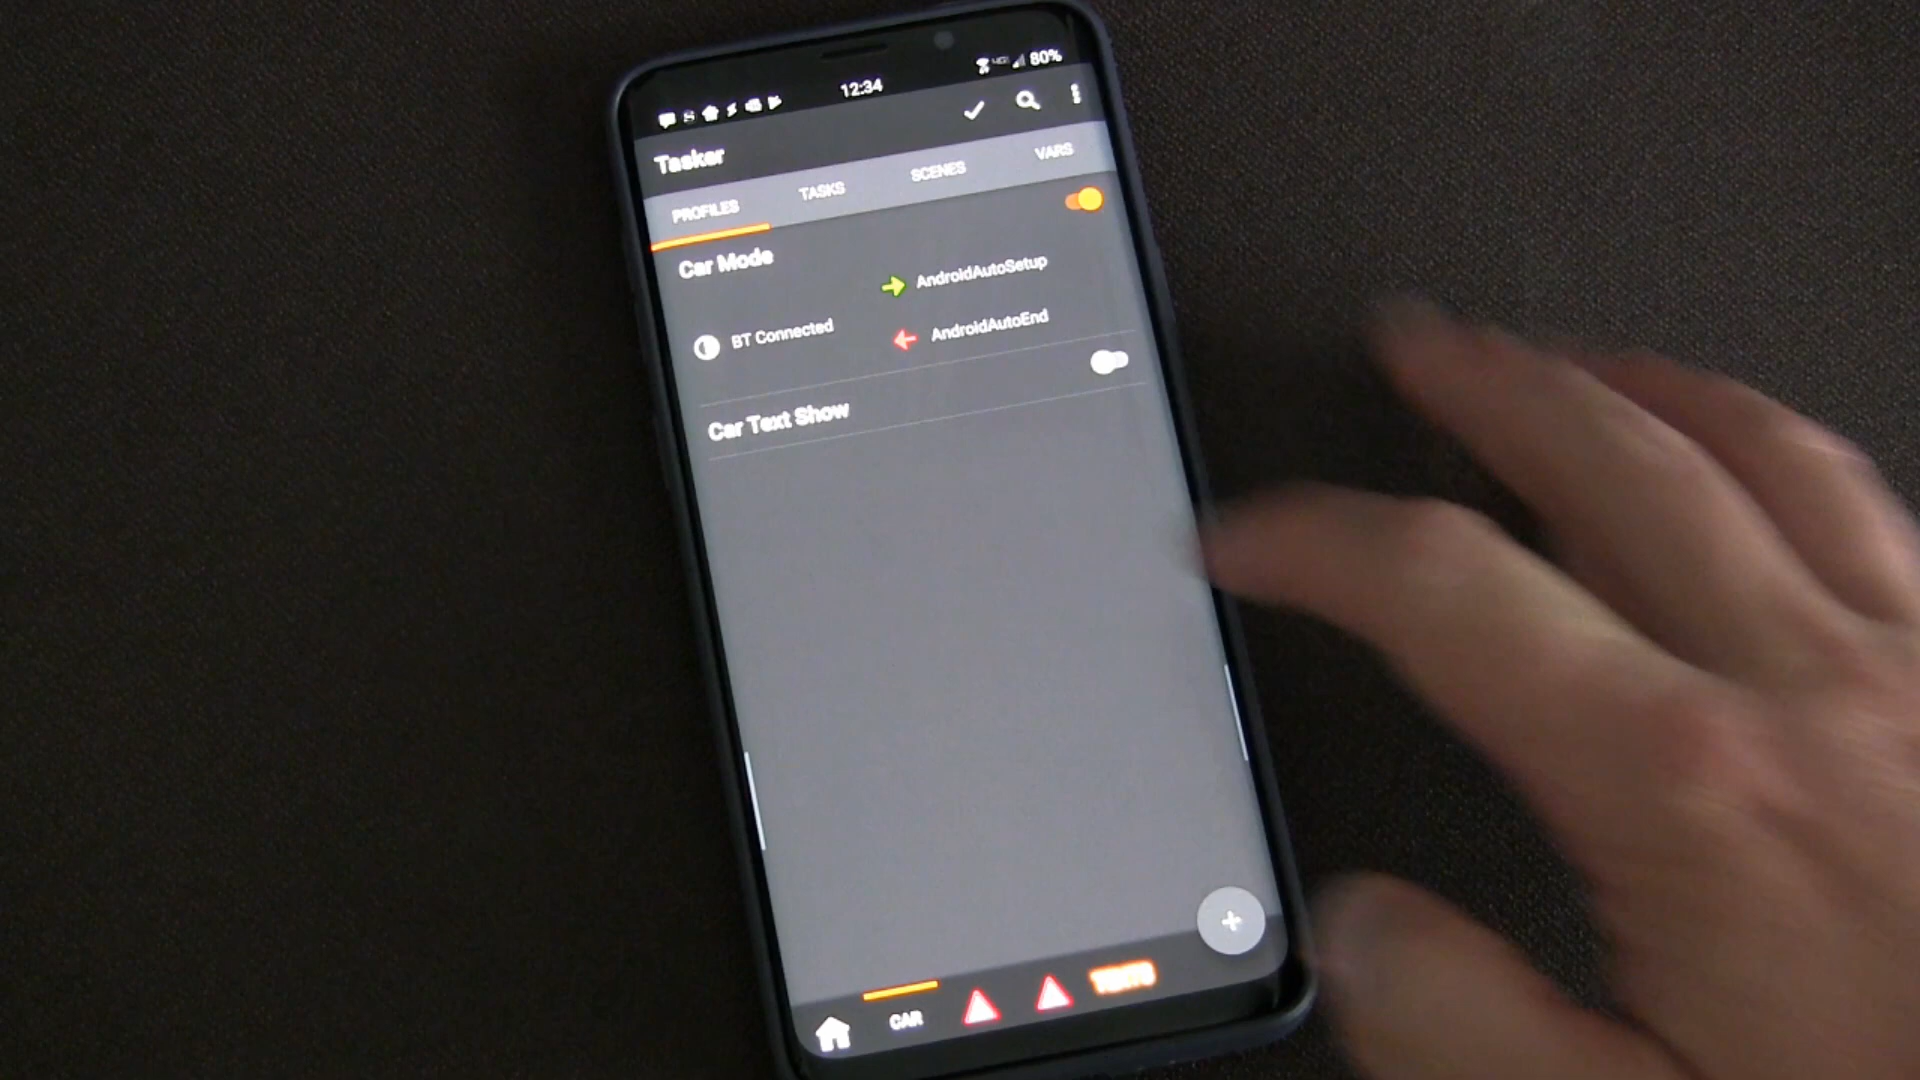 12:34
80%
Tasker
PROFILES
TASKS
SCENES
VARS
Car Mode
AndroidAutoSetup
BT Connected
AndroidAutoEnd
Car Text Show
CAR